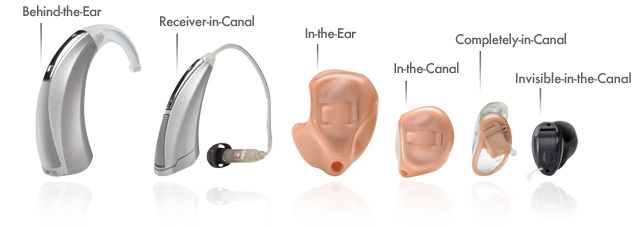 Behind-the-Ear
Receiver-in-Canal
In-the-Ear
In-the-Canal
Completely-in-Canal
Invisible-in-the-Canal